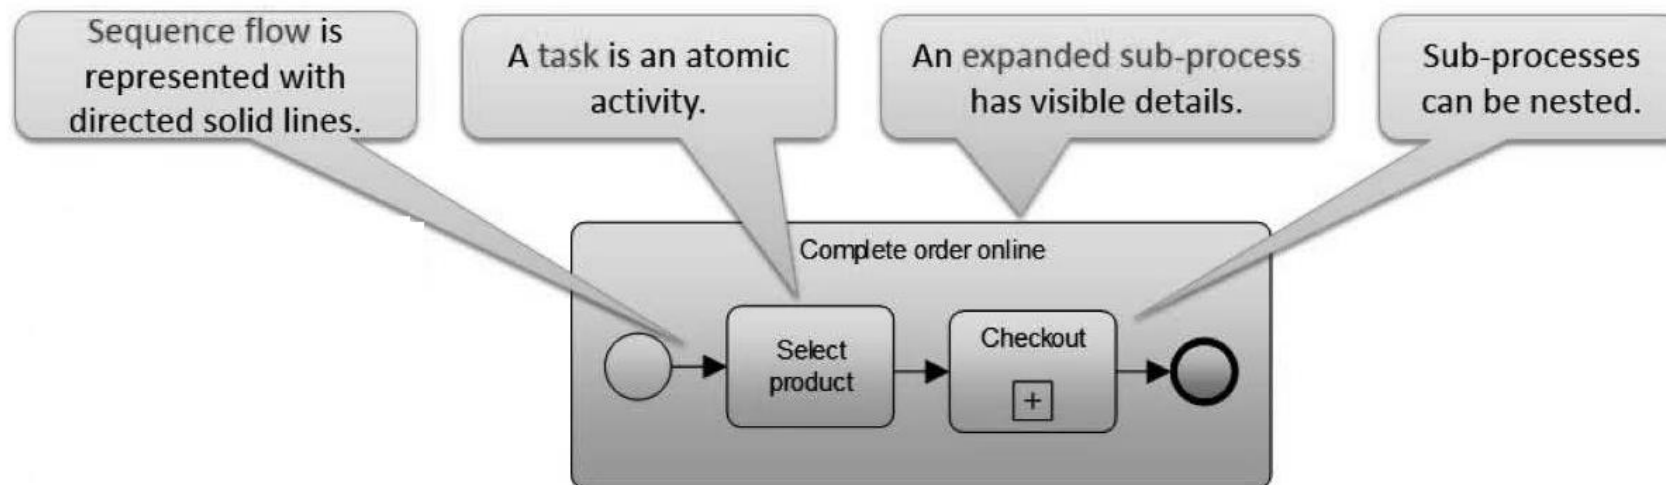 Sequence flow is
represented with
directed solid lines.
A task is an atomic
activity.
An expanded sub-process
has visible details.
Sub-processes
can be nested.
Complete order online
Select
product
Checkout
+